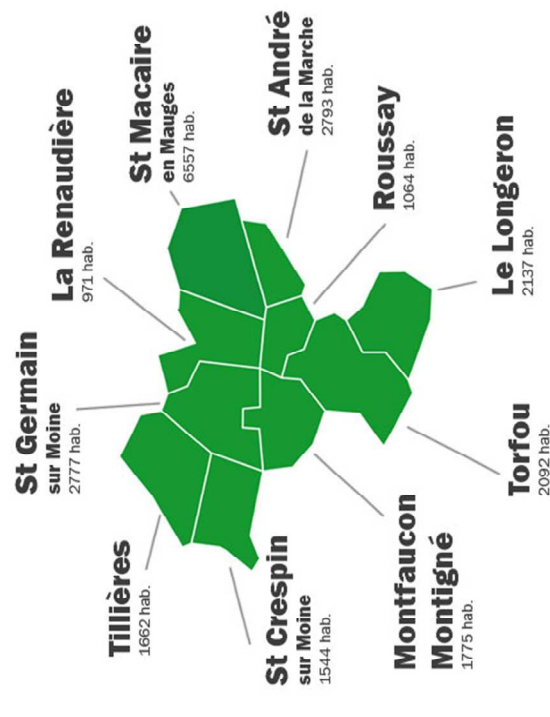 St Germain
sur Moine
2777 hab.
La Renaudière
971 hab.
St Macaire
en Mauges
6557 hab.
Tillières
1662 hab.
St André
de la Marche
2793 hab.
St Crespin
sur Moine
1544 hab.
Roussay
1064 hab.
Montfaucon
Montigné
1775 hab.
Torfou
2092 hab.
Le Longeron
2137 hab.